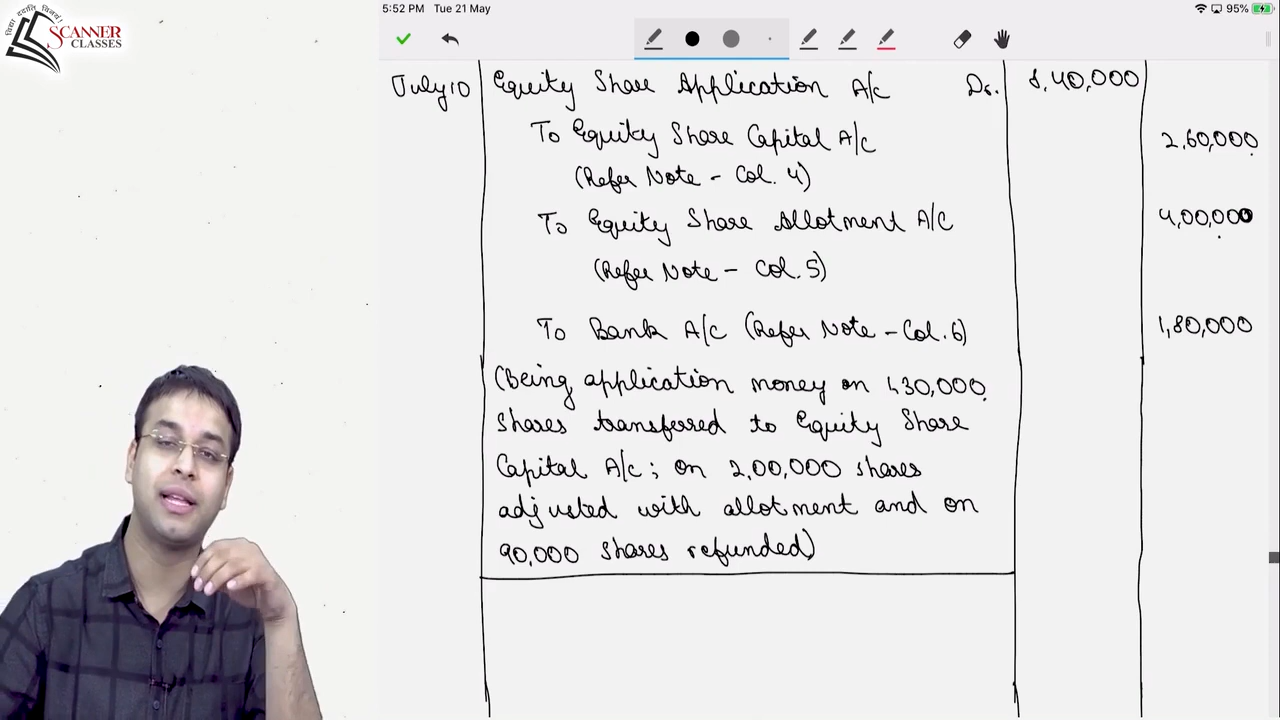 विद्या ददाति विनयं।
SCANNER
CLASSES
5:52 PM Tue 21 May
95%
July 10 Equity Share Application A/c Dr. 8,40,000
To Equity Share Capital A/c 2,60,000
(Refer Note - Col. 4)
To Equity Share Allotment A/c 4,00,000
(Refer Note - Col. 5)
To Bank A/c (Refer Note - Col. 6) 1,80,000
(Being application money on 1,30,000
shares transferred to Equity Share
Capital A/c; on 2,00,000 shares
adjusted with allotment and on
90,000 shares refunded)